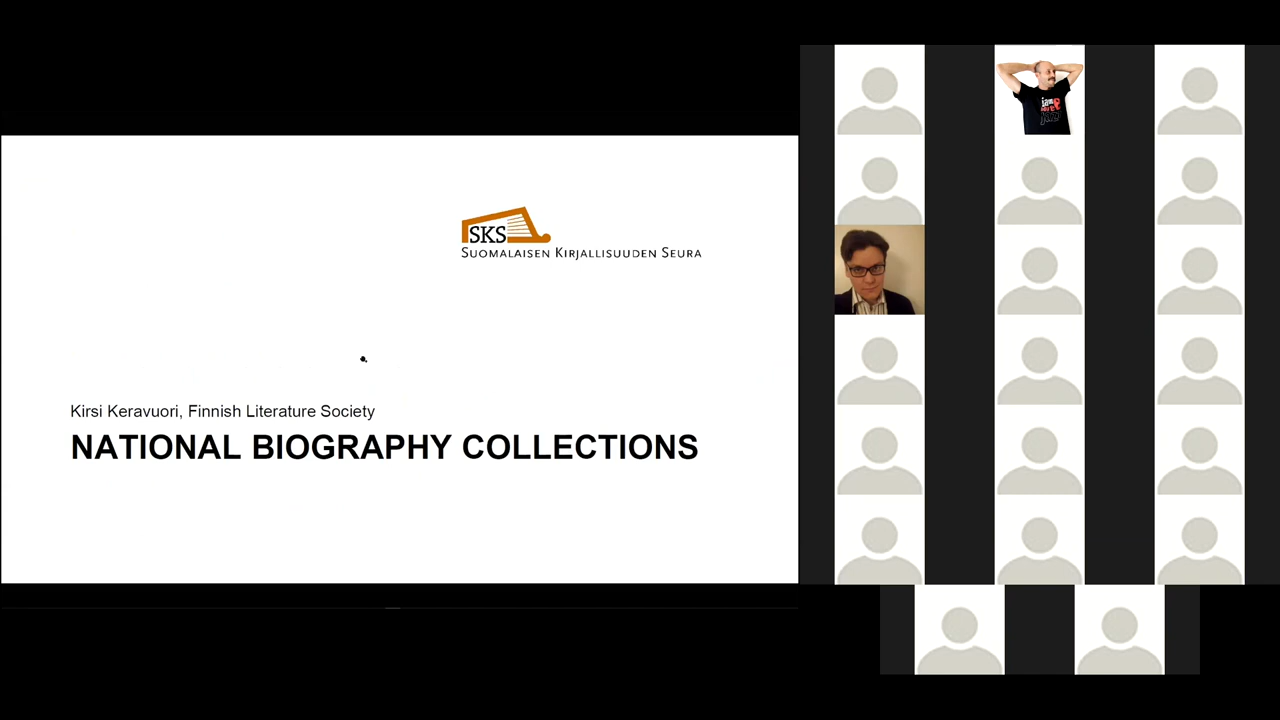 SKS
SUOMALAISEN KIRJALLISUUDEN SEURA
Kirsi Keravuori, Finnish Literature Society
NATIONAL BIOGRAPHY COLLECTIONS